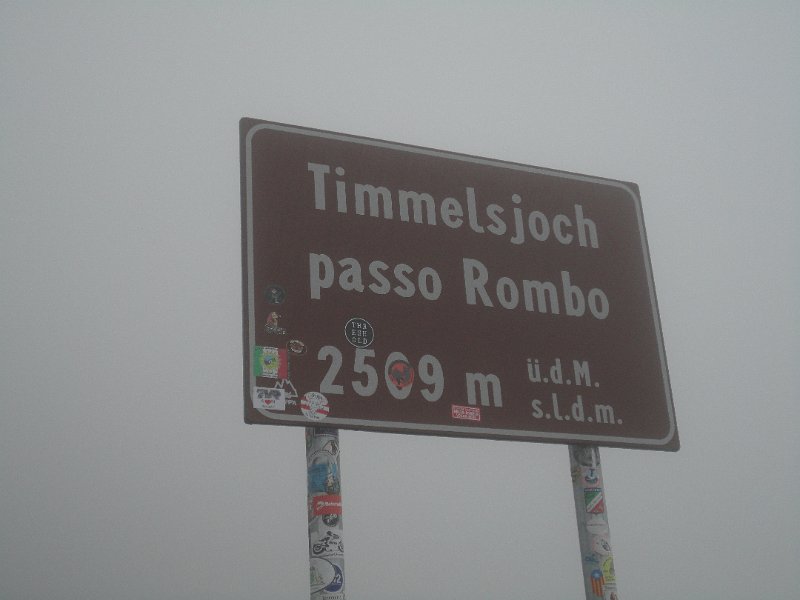 Timmelsjoch
passo Rombo
2509 m
ü.d.M.
s.l.d.m.